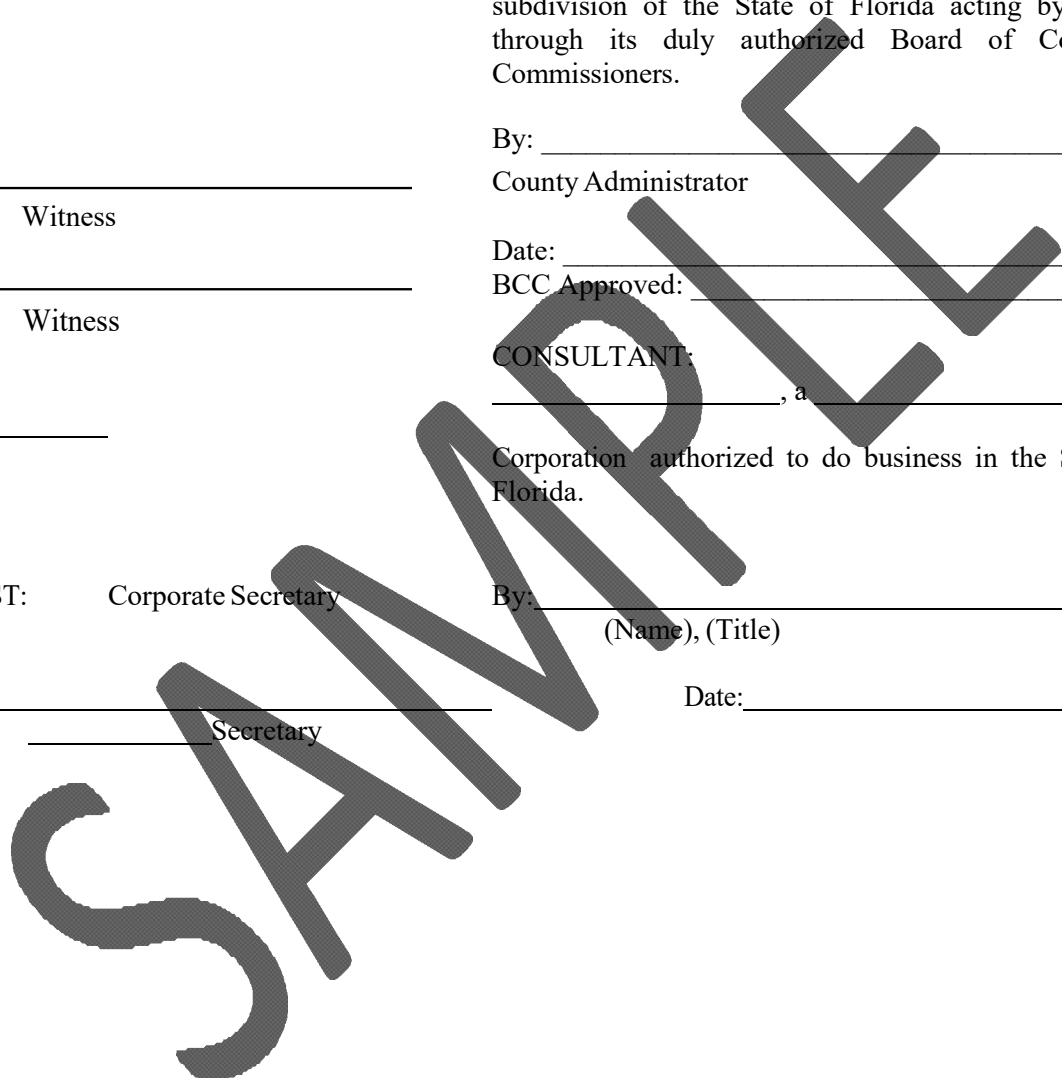 subdivision of the State of Florida acting by
through its duly authorized Board of
Commissioners.
By:
County Administrator
Witness
Date:
BCC Approved:
Witness
CONSULTANT:
, a
Corporation authorized to do business in the
Florida.
ST: Corporate Secretary
By:
(Name), (Title)
Date:
Secretary
SAMPLE